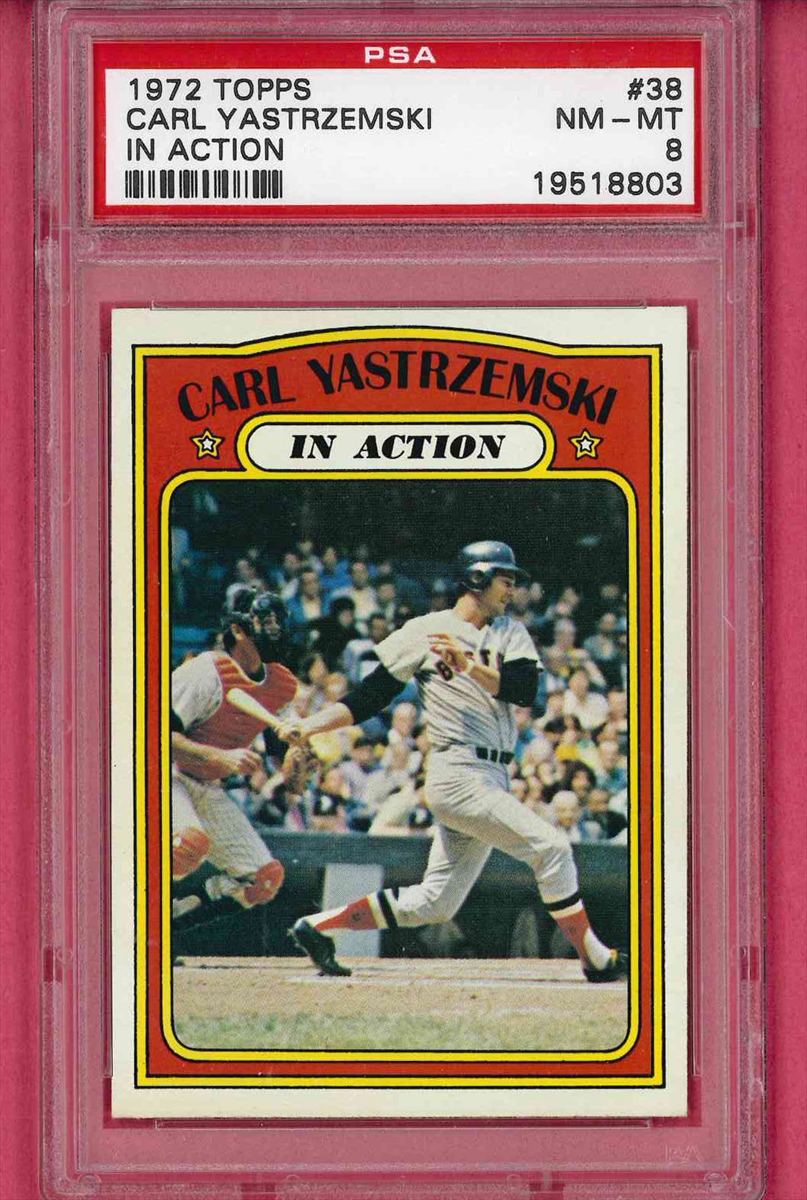 PSA
1972 TOPPS #38
CARL YASTRZEMSKI NM-MT
IN ACTION 8
19518803
CARL YASTRZEMSKI
IN ACTION